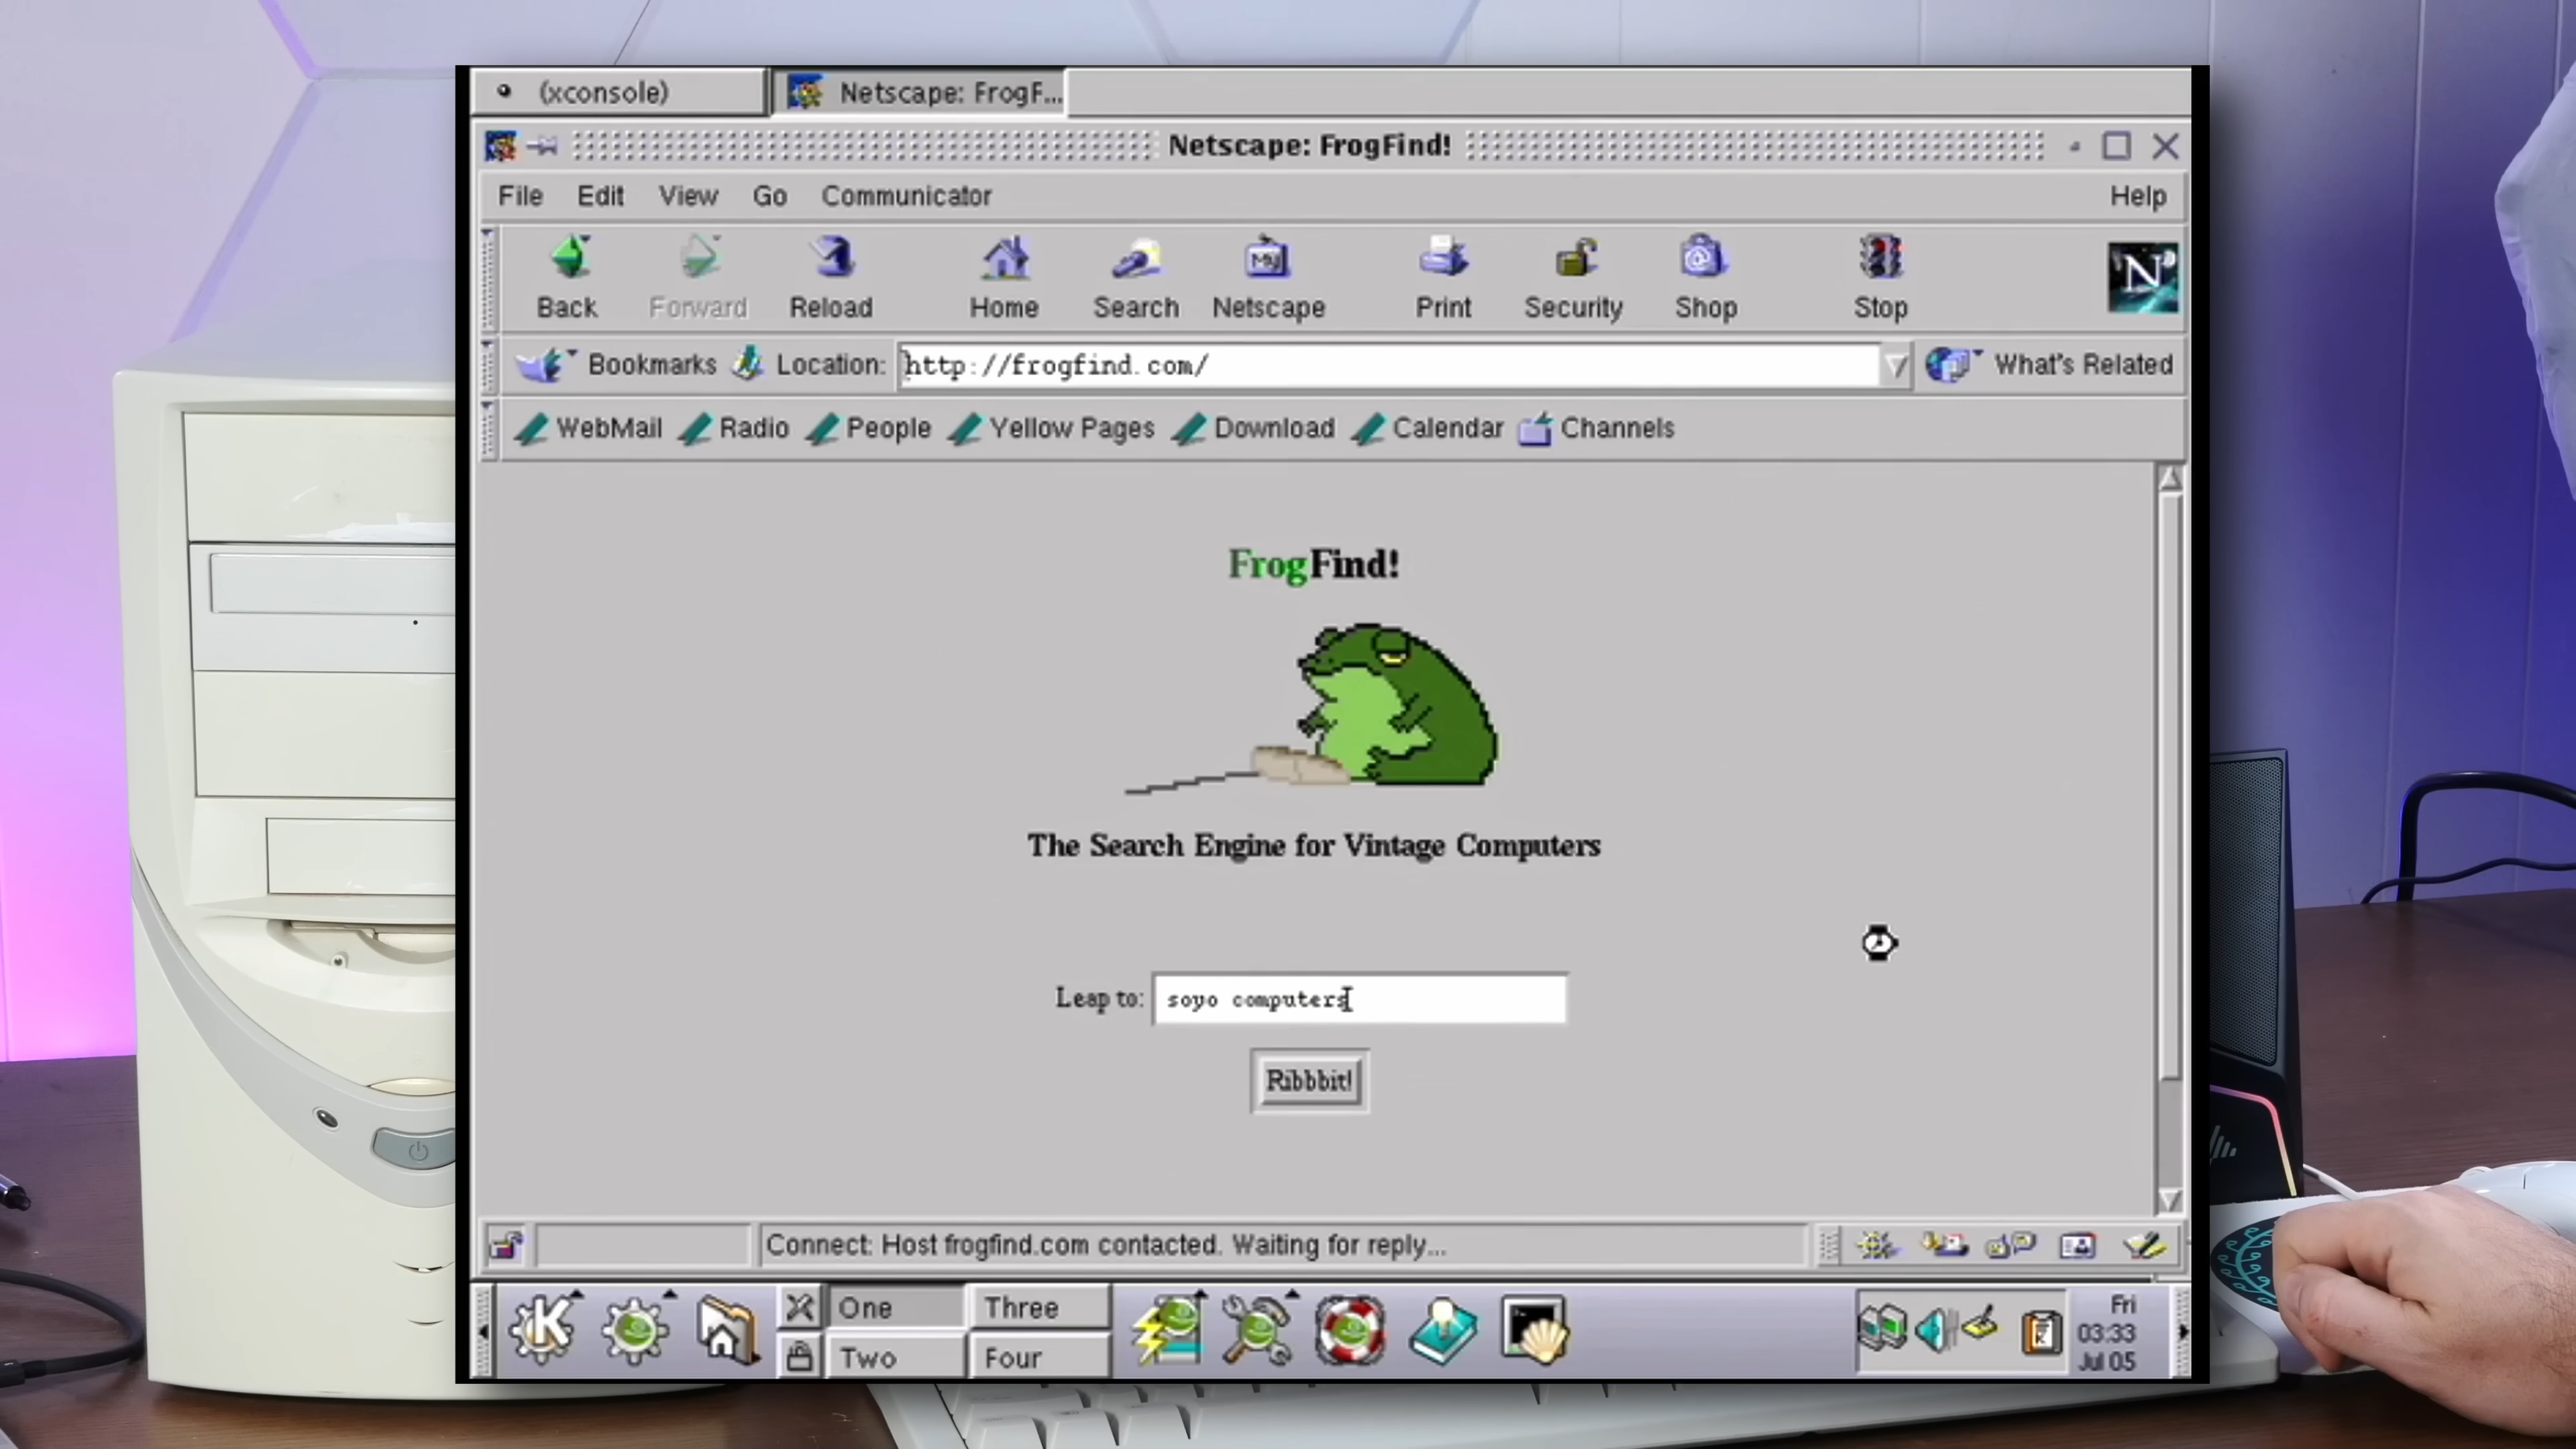 (xconsole) Netscape: FrogF...
Netscape: FrogFind!
File Edit View Go Communicator Help
Back Forward Reload Home Search Netscape Print Security Shop Stop
My
N
Bookmarks Location: http://frogfind.com/ What's Related
WebMail Radio People Yellow Pages Download Calendar Channels
FrogFind!
The Search Engine for Vintage Computers
Leap to: soyo computers
Ribbbit!
Connect: Host frogfind.com contacted. Waiting for reply...
K One Three Fri
03:33
Two Four Jul 05